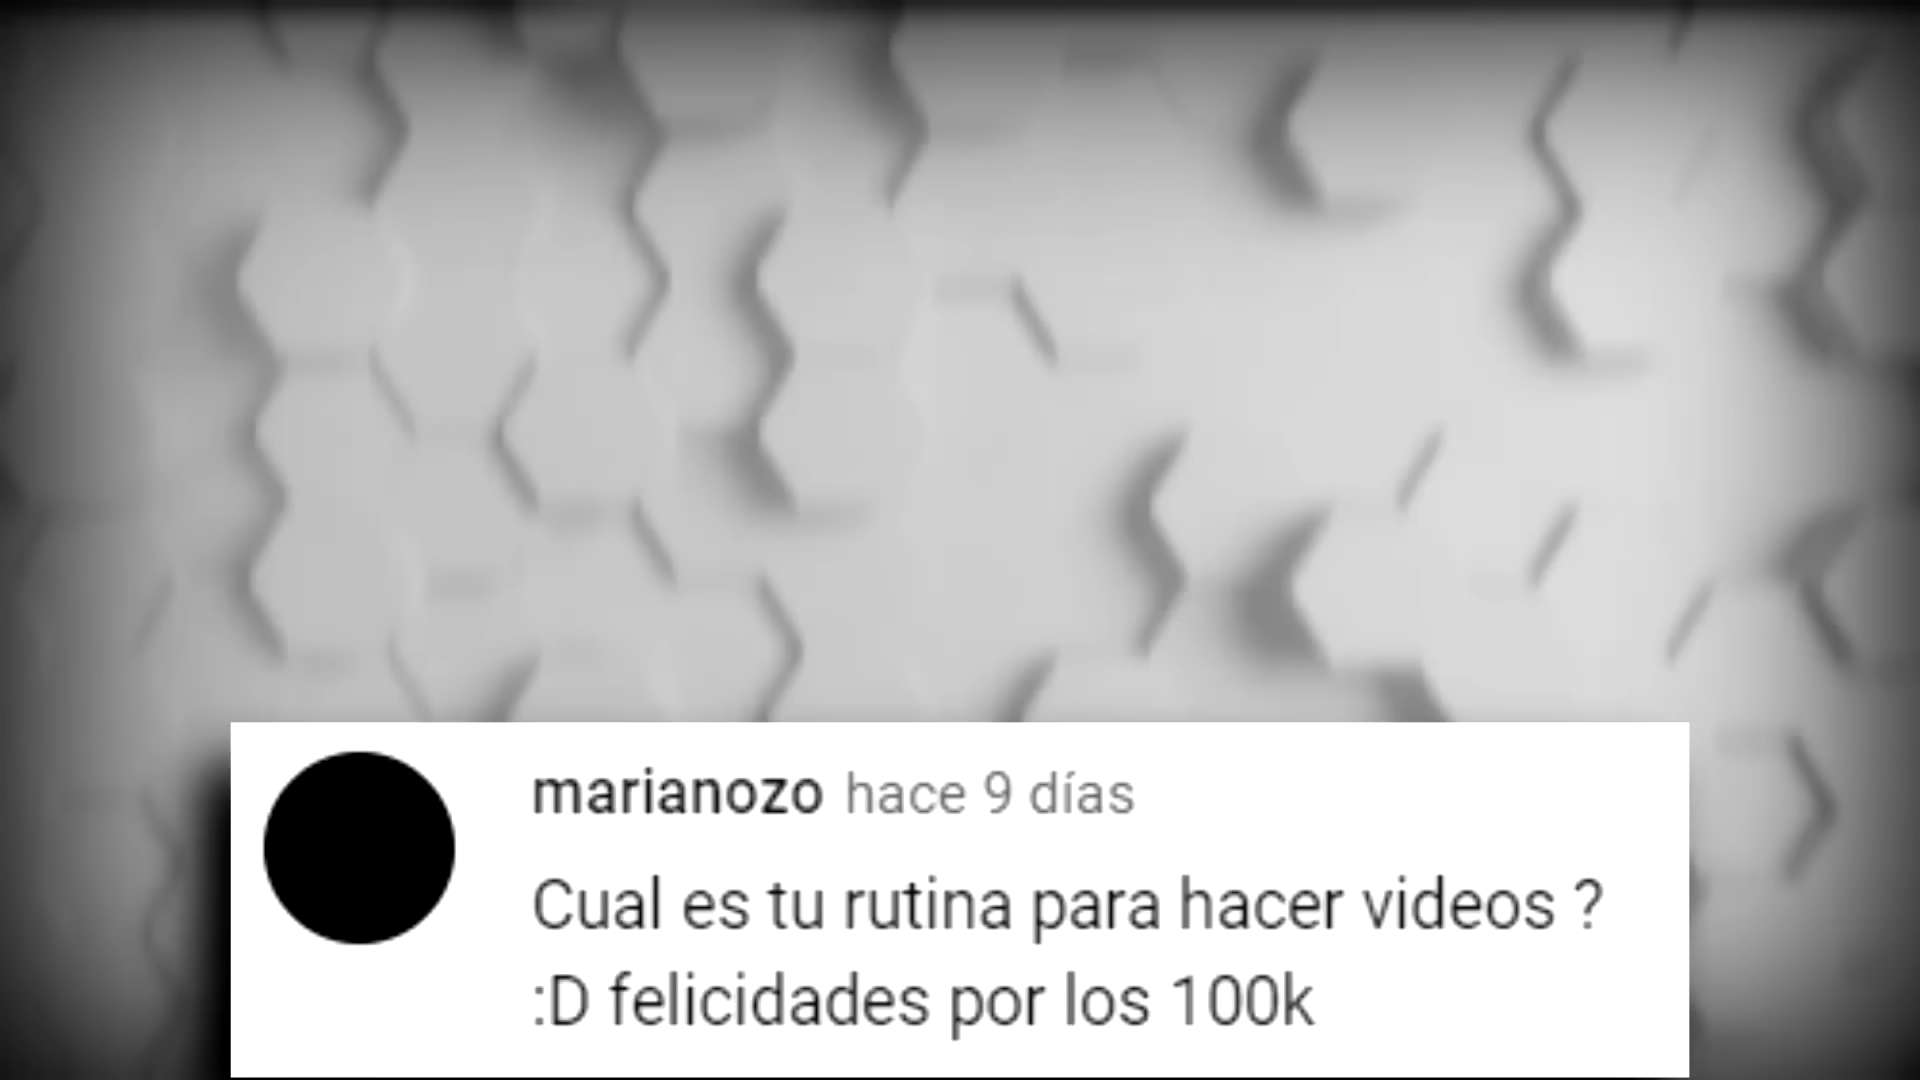 marianozo hace 9 días
Cual es tu rutina para hacer videos ?
:D felicidades por los 100k